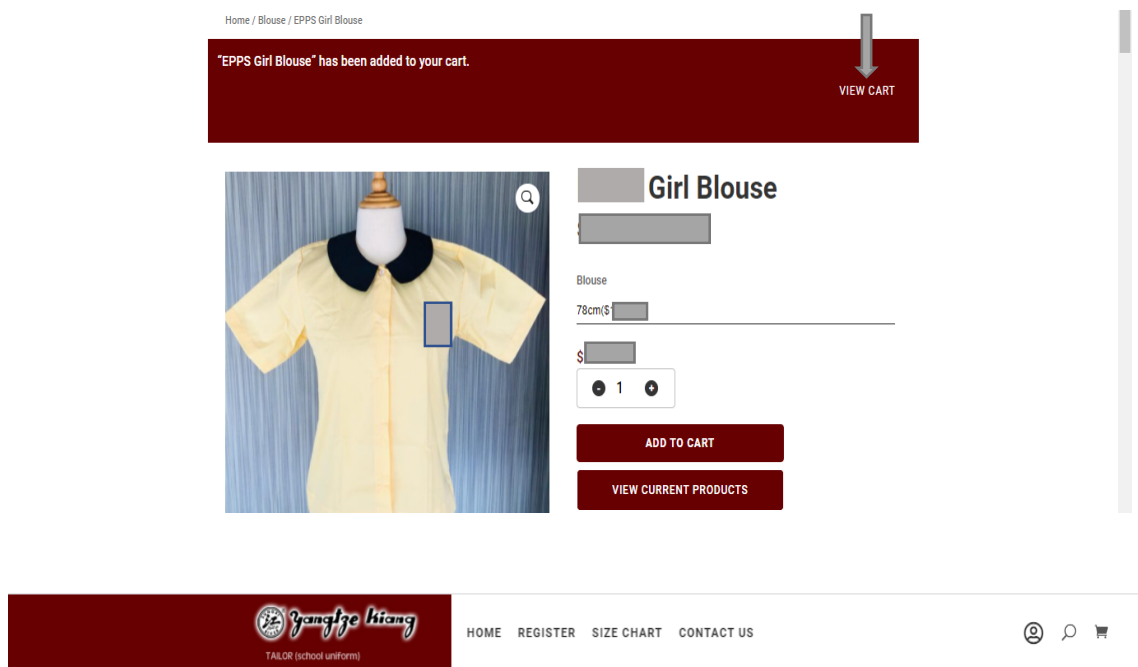 Home / Blouse / EPPS Girl Blouse
"EPPS Girl Blouse" has been added to your cart.
VIEW CART
Girl Blouse
Blouse
78cm($
$
1
ADD TO CART
VIEW CURRENT PRODUCTS
yangtze kiang
TAILOR (school uniform)
HOME REGISTER SIZE CHART CONTACT US